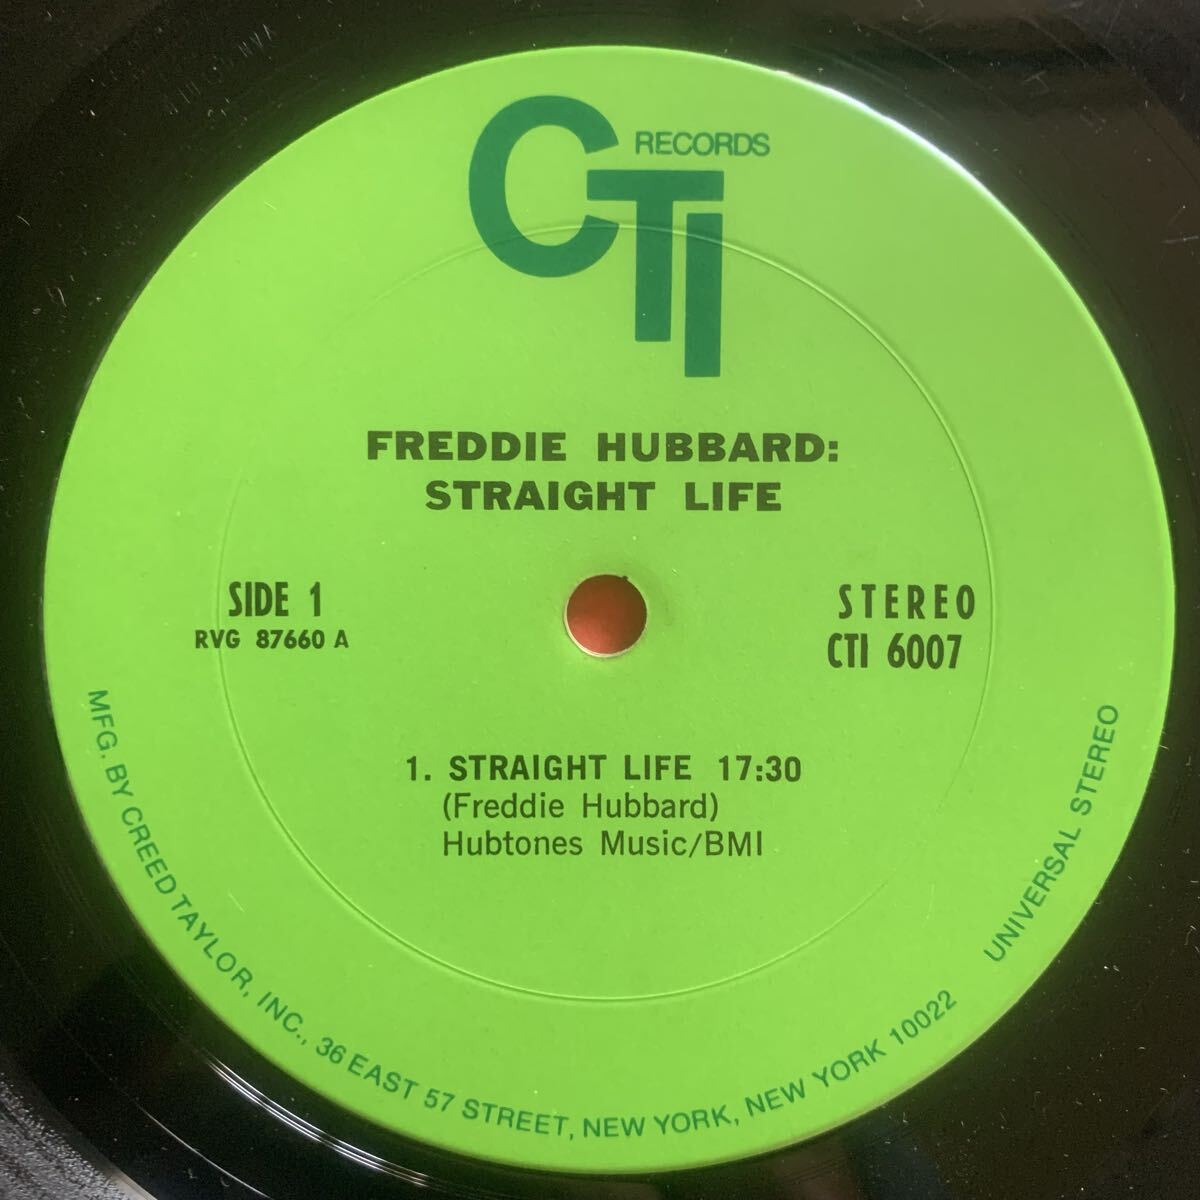 CTI RECORDS
FREDDIE HUBBARD:
STRAIGHT LIFE
SIDE 1
RVG 87660 A
STEREO
CTI 6007
1. STRAIGHT LIFE 17:30
(Freddie Hubbard)
Hubtones Music/BMI
MFG. BY CREED TAYLOR, INC., 36 EAST 57 STREET, NEW YORK, NEW YORK 10022
UNIVERSAL STEREO